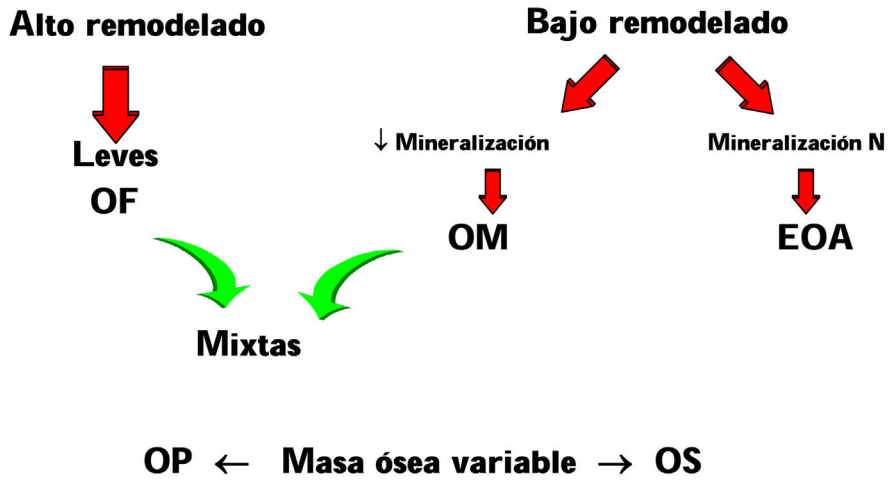 Alto remodelado
Bajo remodelado
Leves
OF
↓ Mineralización
Mineralización N
OM
EOA
Mixtas
OP ← Masa ósea variable → OS